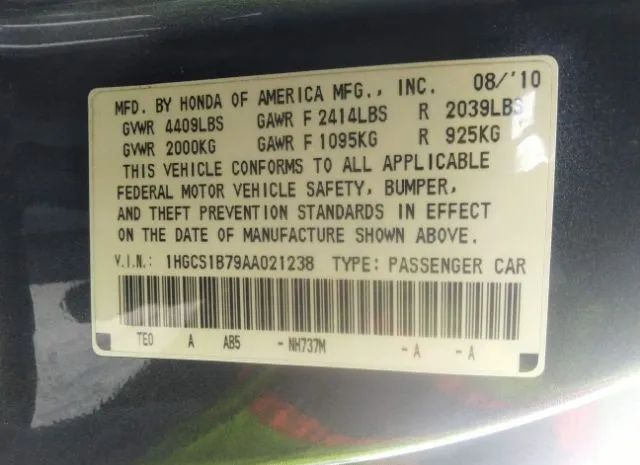 MFD. BY HONDA OF AMERICA MFG., INC. 08/'10
GVWR 4409LBS GAWR F 2414LBS R 2039LBS
GVWR 2000KG GAWR F 1095KG R 925KG
THIS VEHICLE CONFORMS TO ALL APPLICABLE
FEDERAL MOTOR VEHICLE SAFETY, BUMPER,
AND THEFT PREVENTION STANDARDS IN EFFECT
ON THE DATE OF MANUFACTURE SHOWN ABOVE.
V.I.N.: 1HGCS1B79AA021238 TYPE: PASSENGER CAR
TE0 A AB5 - NH737M - A - A